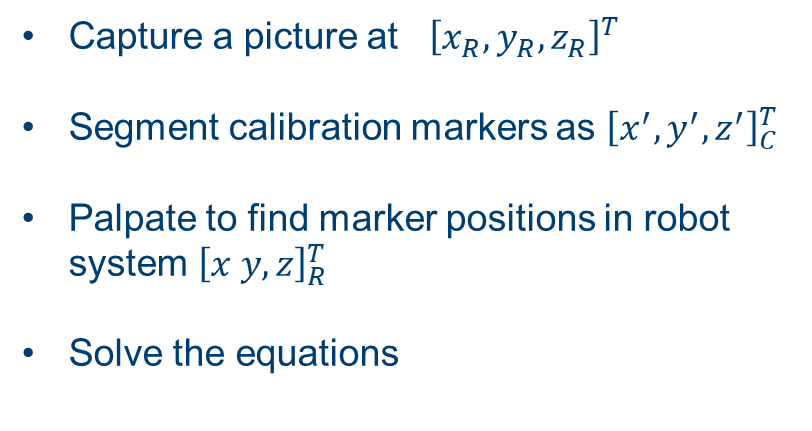 • Capture a picture at [x_R, y_R, z_R]^T
• Segment calibration markers as [x′, y′, z′]_C^T
• Palpate to find marker positions in robot
system [x y, z]_R^T
• Solve the equations